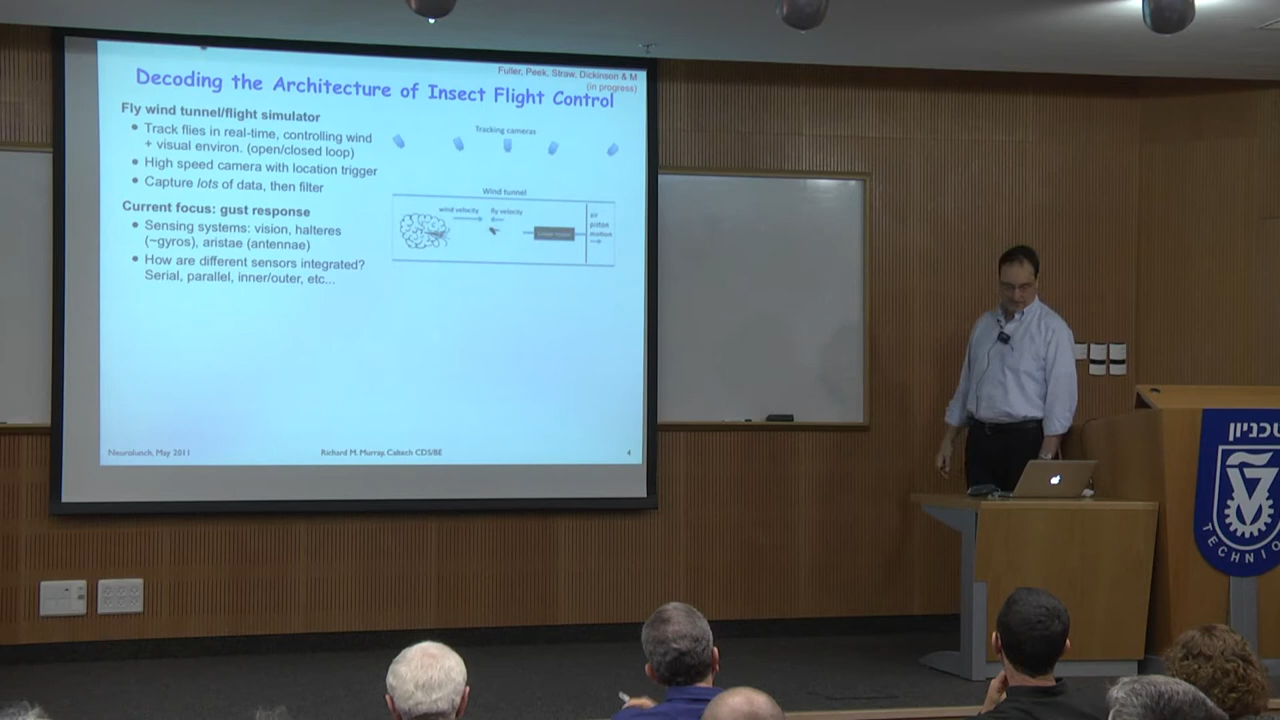 Fuller, Peek, Straw, Dickinson & M
(in progress)
Decoding the Architecture of Insect Flight Control
Fly wind tunnel/flight simulator
• Track flies in real-time, controlling wind
+ visual environ. (open/closed loop)
• High speed camera with location trigger
• Capture lots of data, then filter
Current focus: gust response
• Sensing systems: vision, halteres
(~gyros), aristae (antennae)
• How are different sensors integrated?
Serial, parallel, inner/outer, etc...
Tracking cameras
Wind tunnel
wind velocity
fly velocity
air
piston
motion
Neurolunch, May 2011
Richard M. Murray, Caltech CDS/BE
4
טכניון
TECHNIO